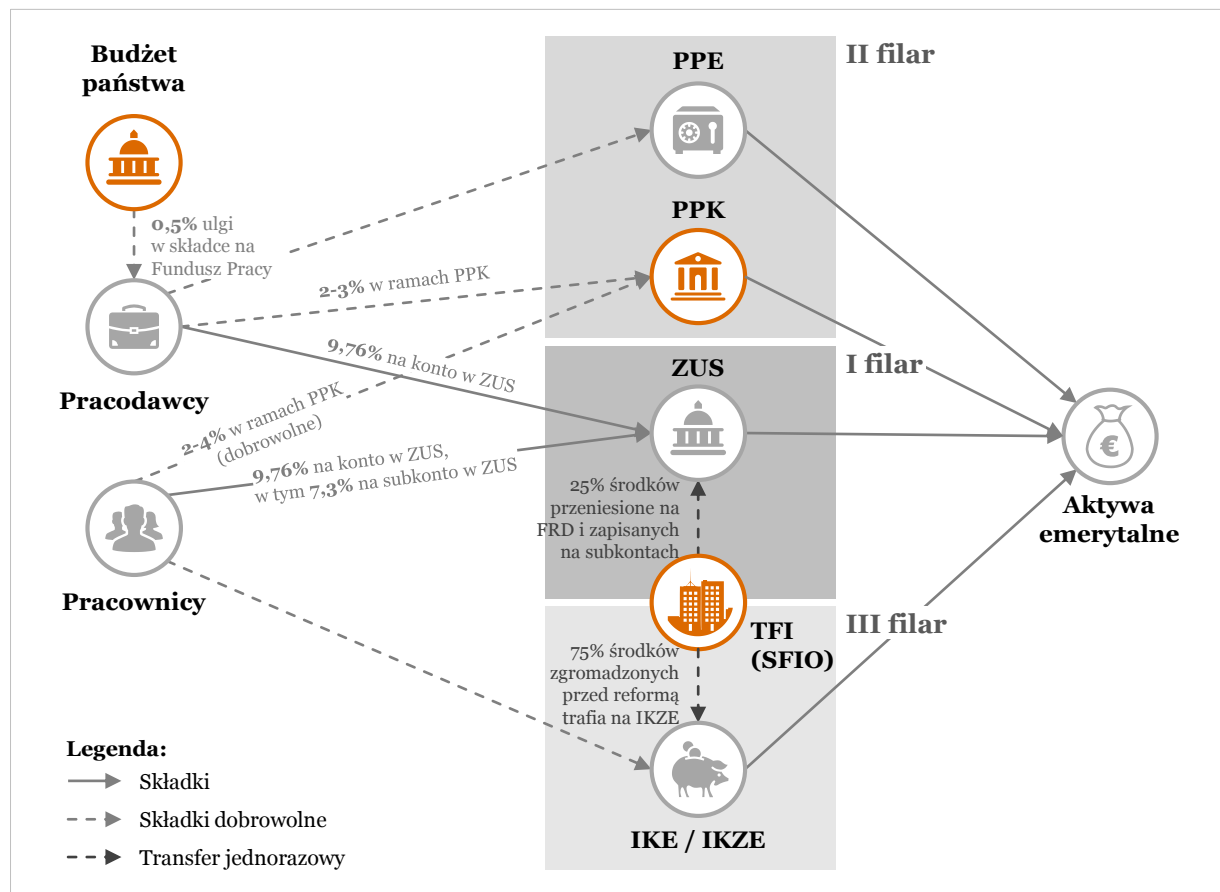 Budżet
państwa
0,5% ulgi
w składce na
Fundusz Pracy
Pracodawcy
Pracownicy
2-3% w ramach PPK
9,76% na konto w ZUS
2-4% w ramach PPK
(dobrowolne)
9,76% na konto w ZUS,
w tym 7,3% na subkonto w ZUS
II filar
PPE
PPK
I filar
ZUS
25% środków
przeniesione na
FRD i zapisanych
na subkontach
III filar
TFI
(SFIO)
75% środków
zgromadzonych
przed reformą
trafia na IKZE
IKE / IKZE
€
Aktywa
emerytalne
Legenda:
Składki
Składki dobrowolne
Transfer jednorazowy